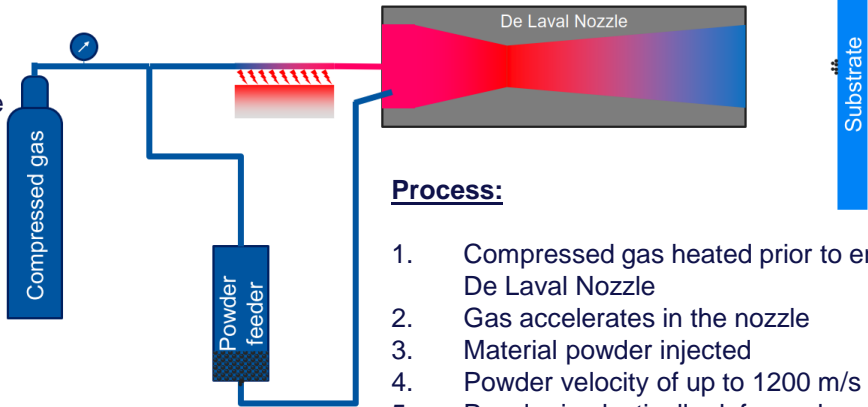 De Laval Nozzle
Substrate
Compressed gas
Powder
feeder
Process:
1. Compressed gas heated prior to
De Laval Nozzle
2. Gas accelerates in the nozzle
3. Material powder injected
4. Powder velocity of up to 1200 m/s